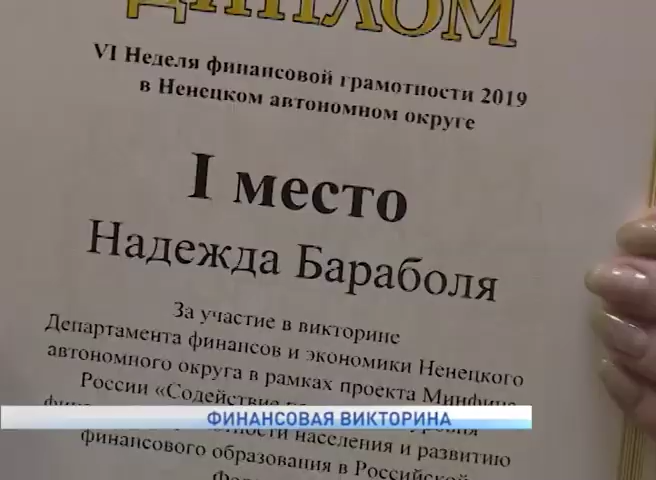 ДИПЛОМ
VI Неделя финансовой грамотности 2019
в Ненецком автономном округе
I место
Надежда Бараболя
За участие в викторине
Департамента финансов и экономики Ненецкого
автономного округа в рамках проекта Минфина
России «Содействие
ФИНАНСОВАЯ ВИКТОРИНА
населения и развитию
финансового образования в Российской